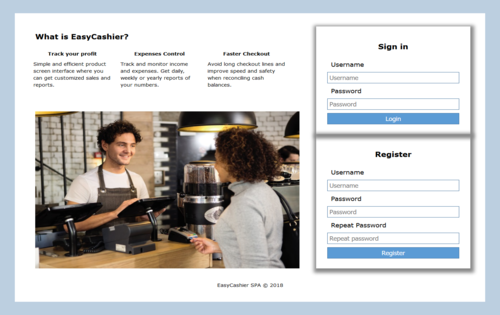 What is EasyCashier?
Track your profit
Simple and efficient product
screen interface where you
can get customized sales and
reports.
Expenses Control
Track and monitor income
and expenses. Get daily,
weekly or yearly reports of
your numbers.
Faster Checkout
Avoid long checkout lines and
improve speed and safety
when reconciling cash
balances.
Sign in
Username
Username
Password
Password
Login
Register
Username
Username
Password
Password
Repeat Password
Repeat password
Register
EasyCashier SPA © 2018